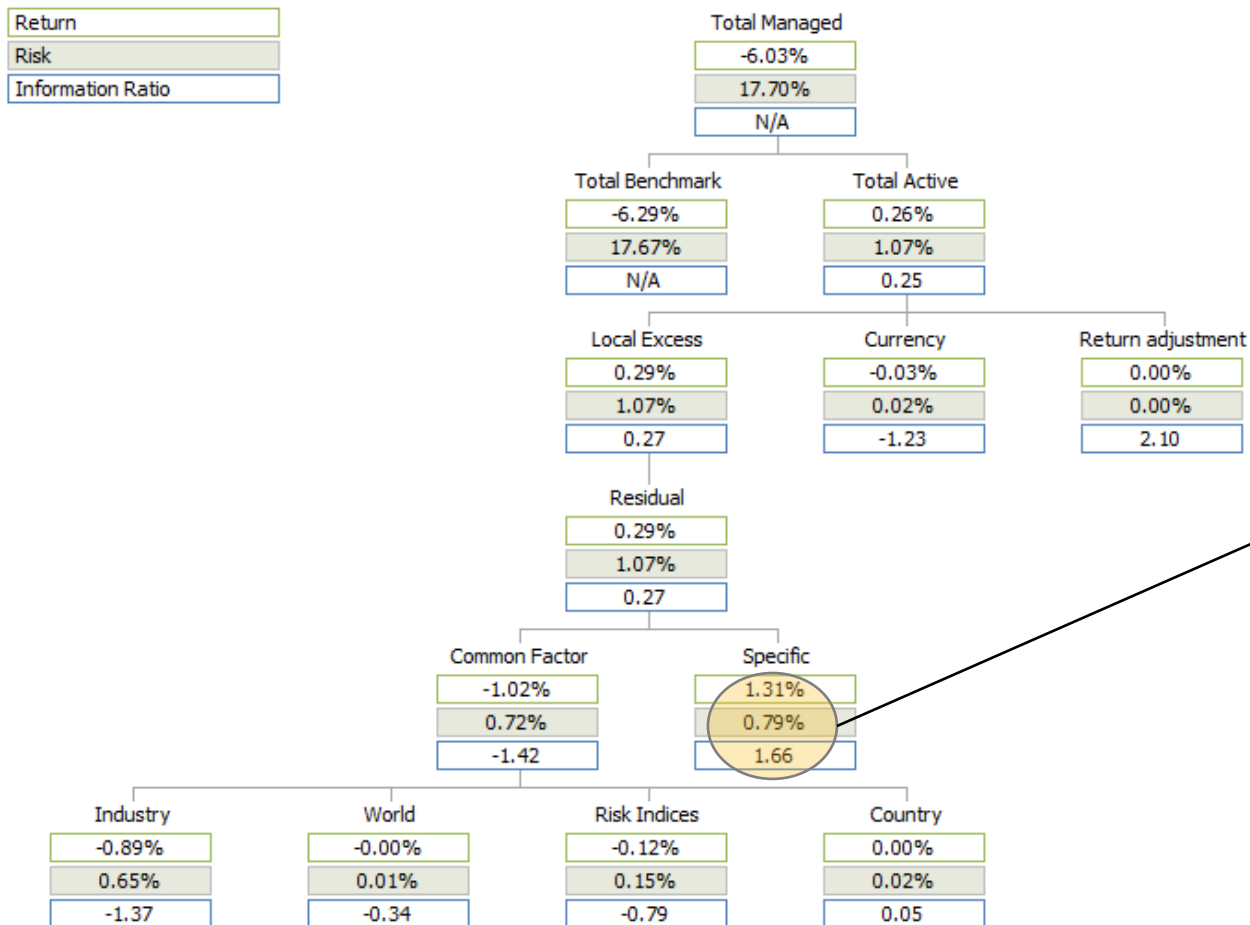 Return
Risk
Information Ratio
Total Managed
-6.03%
17.70%
N/A
Total Benchmark
-6.29%
17.67%
N/A
Total Active
0.26%
1.07%
0.25
Local Excess
0.29%
1.07%
0.27
Currency
-0.03%
0.02%
-1.23
Return adjustment
0.00%
0.00%
2.10
Residual
0.29%
1.07%
0.27
Common Factor
-1.02%
0.72%
-1.42
Specific
1.31%
0.79%
1.66
Industry
-0.89%
0.65%
-1.37
World
-0.00%
0.01%
-0.34
Risk Indices
-0.12%
0.15%
-0.79
Country
0.00%
0.02%
0.05